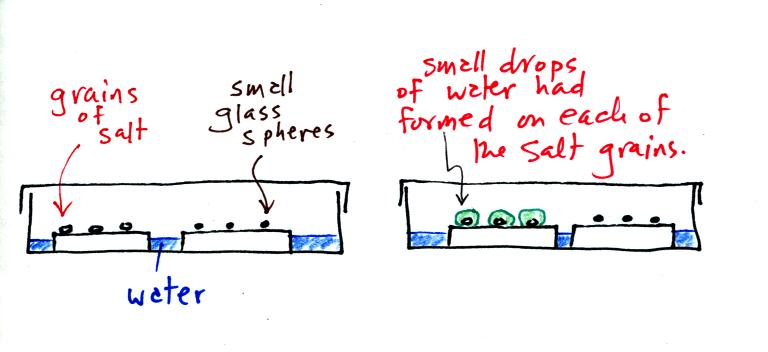 grains
of
salt
small
glass
spheres
water
small drops
of water had
formed on each of
the salt grains.